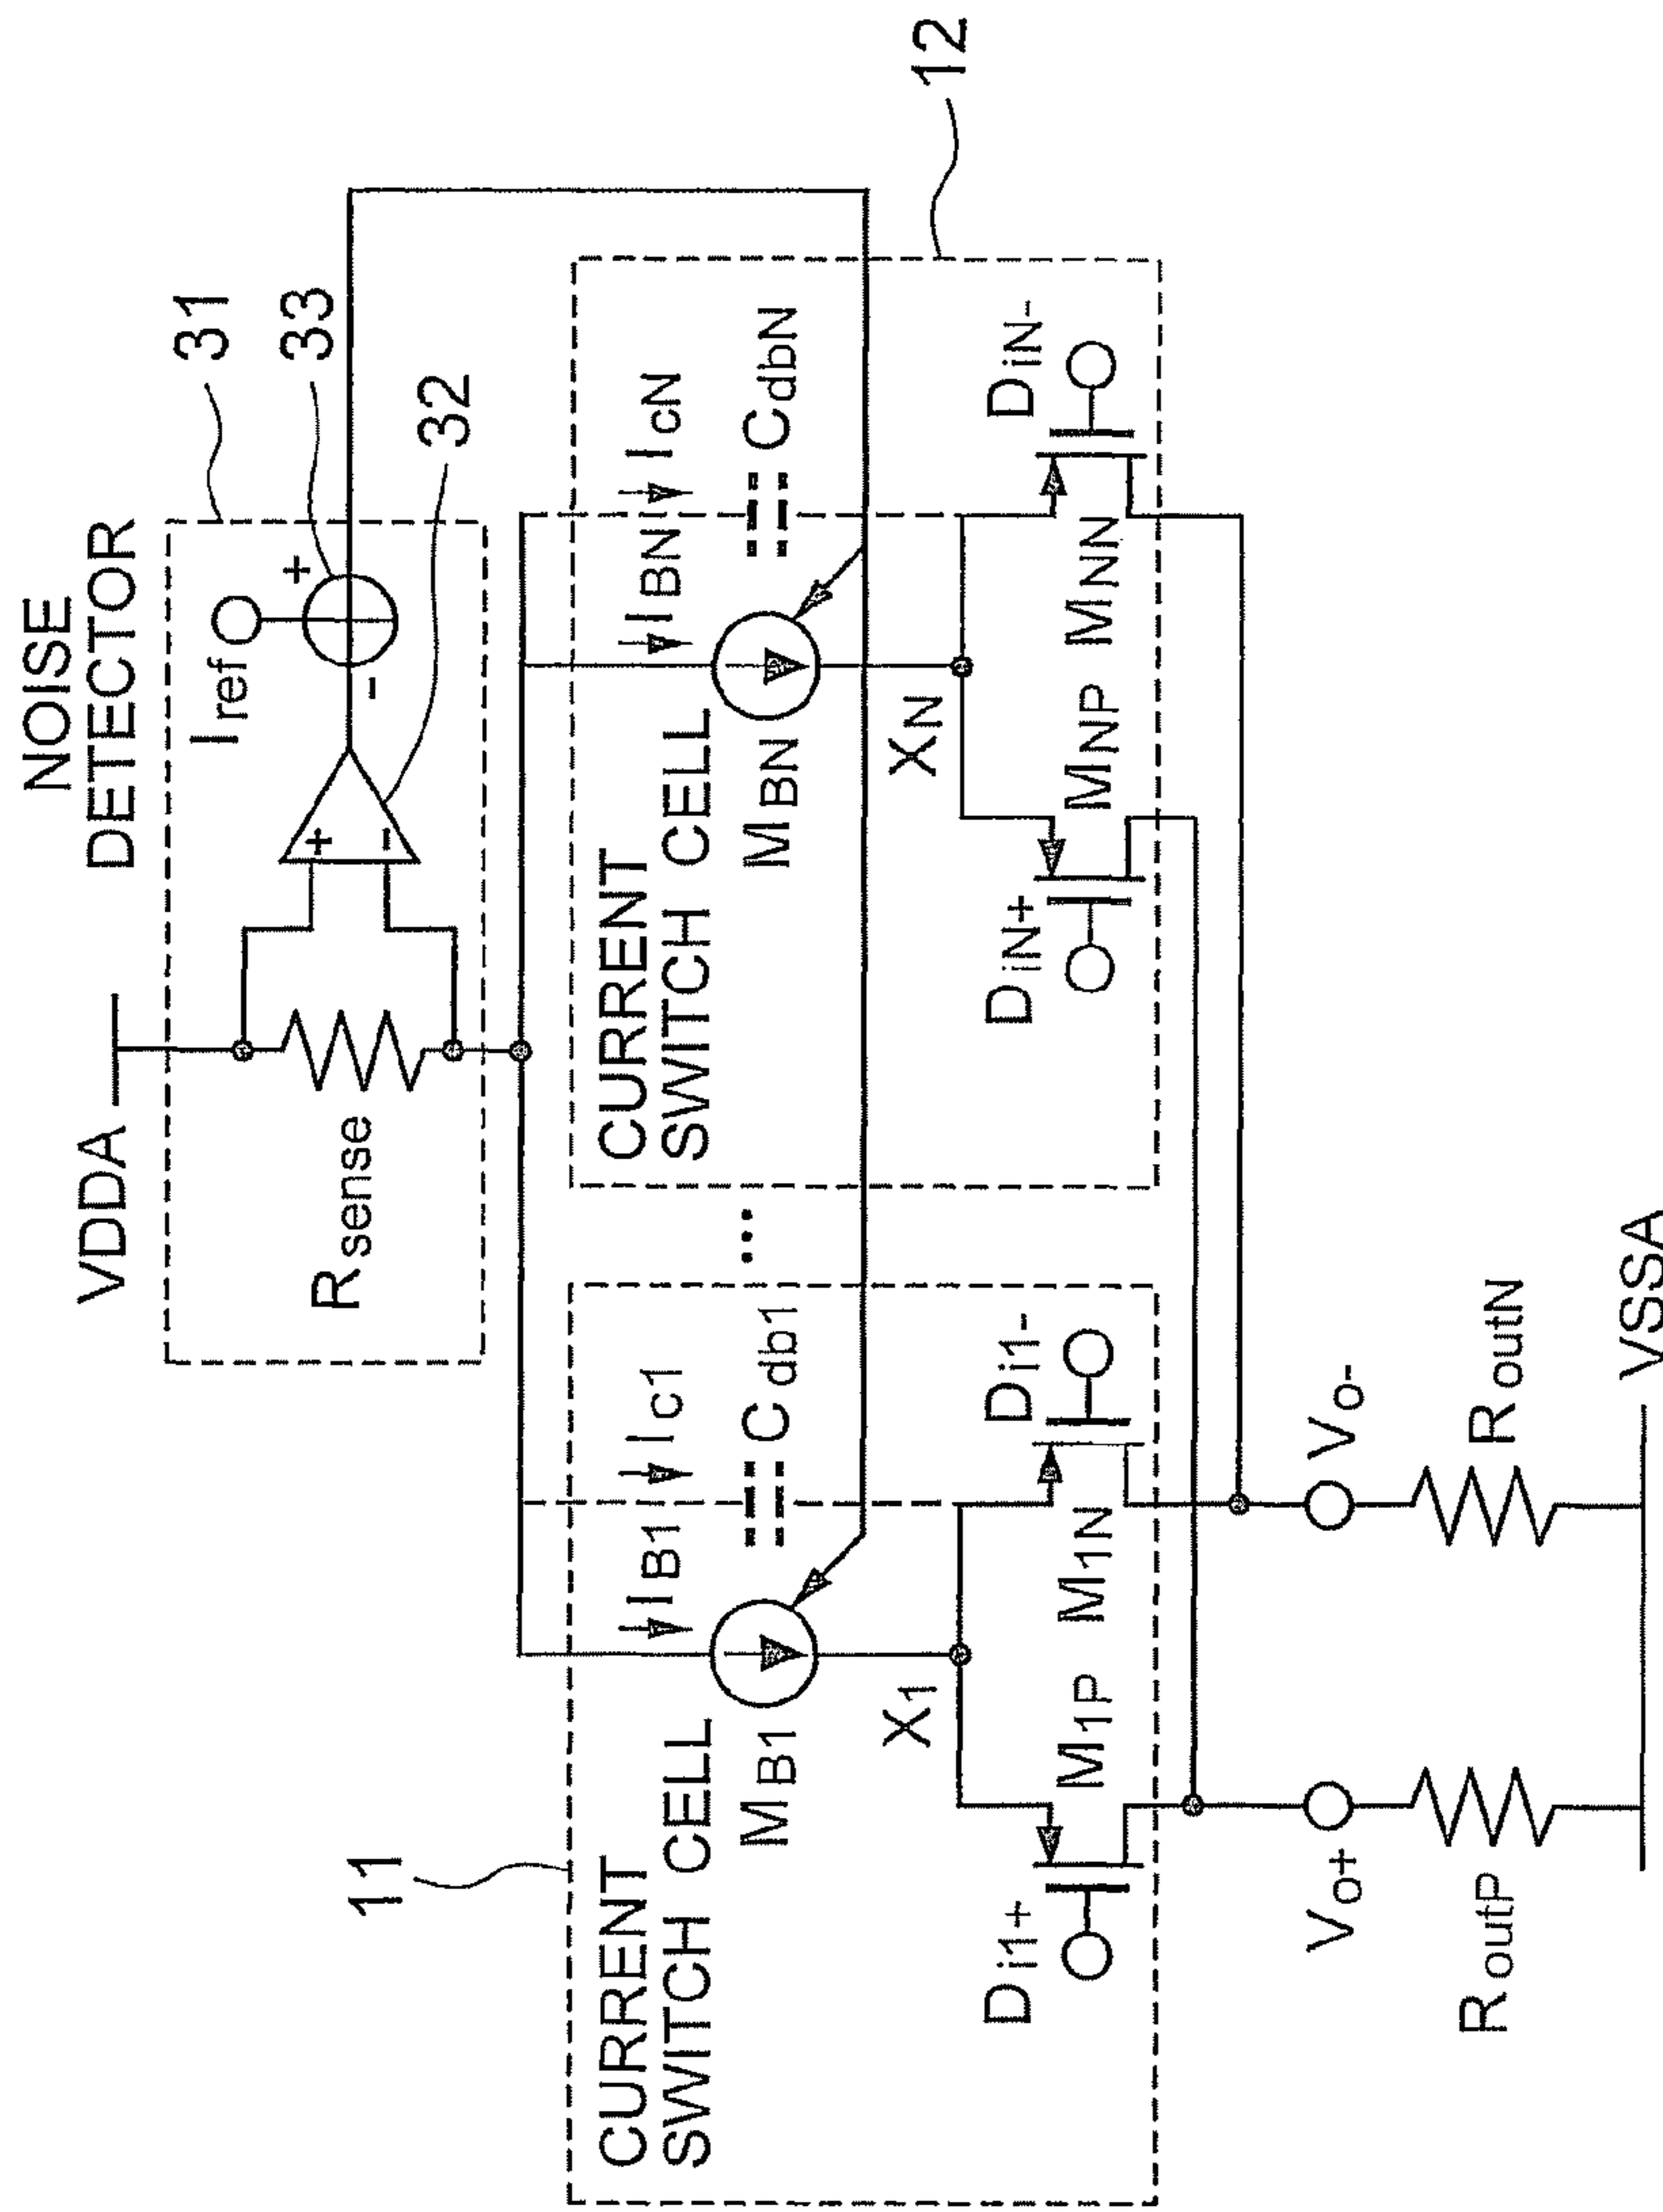 NOISE
DETECTOR
31
33
32
12
11
VDDA
Rsense
Iref
+
-
+
-
CURRENT
SWITCH CELL
IB1
Ic1
MB1
Cdb1
X1
Di1+
M1P
M1N
Di1-
...
CURRENT
SWITCH CELL
IBN
IcN
MBN
CdbN
XN
DiN+
MNP
MNN
DiN-
Vo+
Vo-
RoutP
RoutN
VSSA